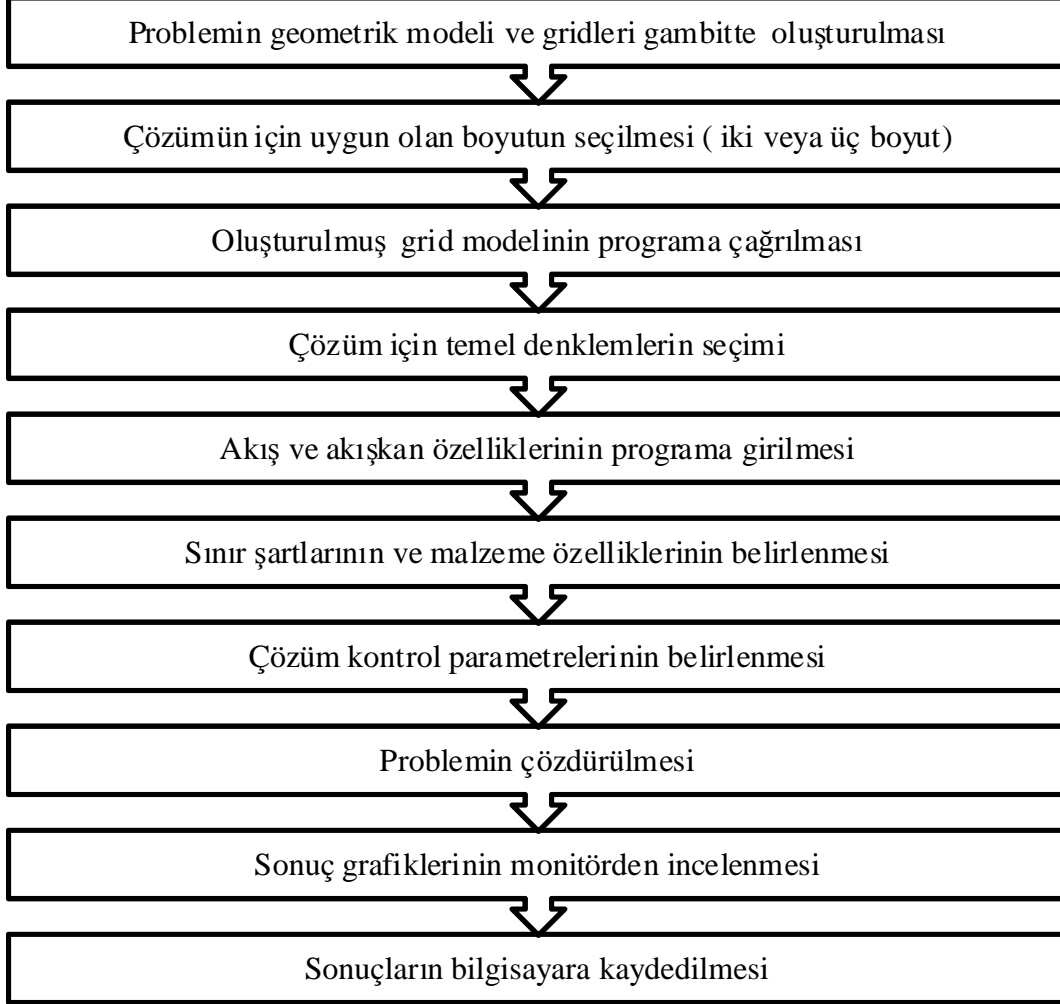 Problemin geometrik modeli ve gridleri gambitte oluşturulması
Çözümün için uygun olan boyutun seçilmesi ( iki veya üç boyut)
Oluşturulmuş grid modelinin programa çağrılması
Çözüm için temel denklemlerin seçimi
Akış ve akışkan özelliklerinin programa girilmesi
Sınır şartlarının ve malzeme özelliklerinin belirlenmesi
Çözüm kontrol parametrelerinin belirlenmesi
Problemin çözdürülmesi
Sonuç grafiklerinin monitörden incelenmesi
Sonuçların bilgisayara kaydedilmesi